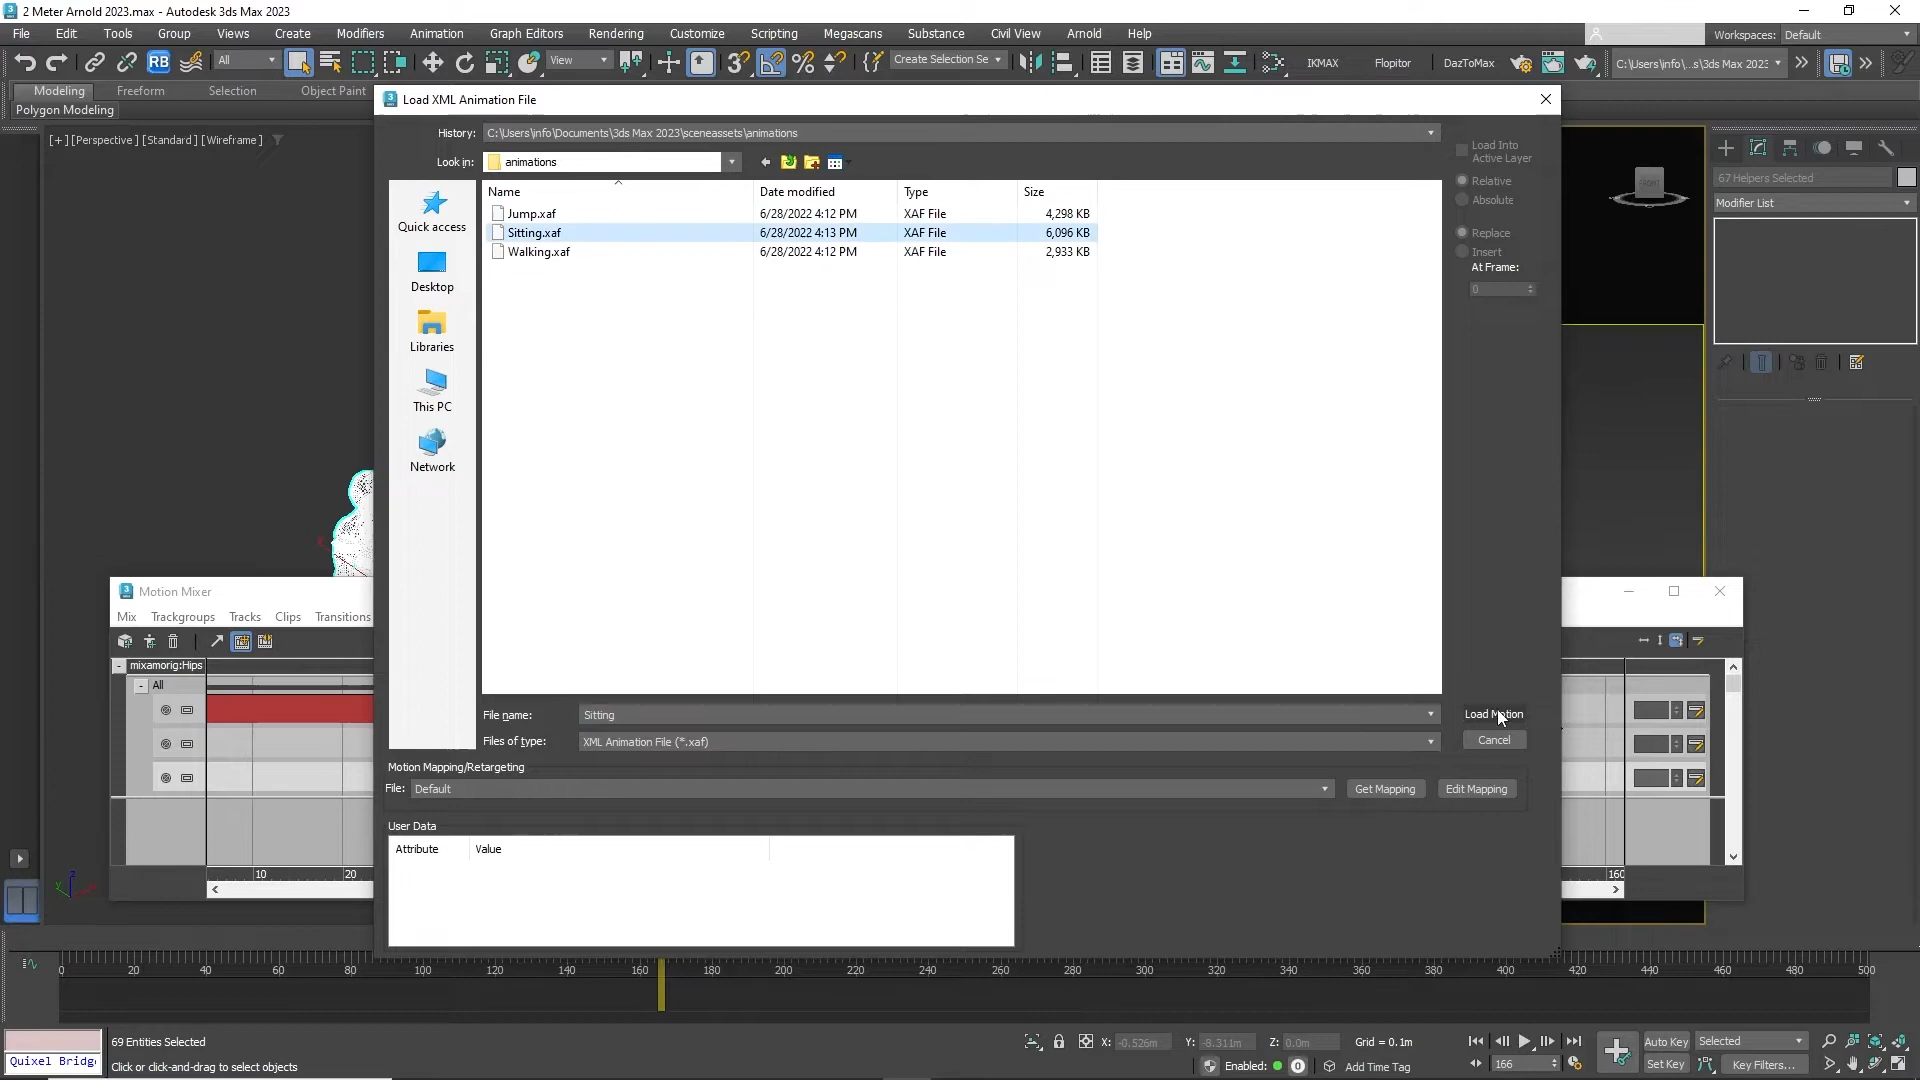 2 Meter Arnold 2023.max - Autodesk 3ds Max 2023
File Edit Tools Group Views Create Modifiers Animation Graph Editors Rendering Customize Scripting Megascans Substance Civil View Arnold Help
Workspaces: Default
RB All View Create Selection Se IKMAX Flopitor DazToMax C:\Users\info\...s\3ds Max 2023
Modeling Freeform Selection Object Paint
Polygon Modeling
Load XML Animation File
[+] [Perspective] [Standard] [Wireframe]
History: C:\Users\info\Documents\3ds Max 2023\sceneassets\animations
Look in: animations
Load Into
Active Layer
Relative
Absolute
Replace
Insert
At Frame:
0
Name Date modified Type Size
Jump.xaf 6/28/2022 4:12 PM XAF File 4,298 KB
Sitting.xaf 6/28/2022 4:13 PM XAF File 6,096 KB
Walking.xaf 6/28/2022 4:12 PM XAF File 2,933 KB
Quick access
Desktop
Libraries
This PC
Network
FRONT
67 Helpers Selected
Modifier List
Motion Mixer
Mix Trackgroups Tracks Clips Transitions
mixamorig:Hips
All
10 20
160
File name: Sitting
Load Motion
Files of type: XML Animation File (*.xaf)
Cancel
Motion Mapping/Retargeting
File: Default
Get Mapping Edit Mapping
User Data
Attribute Value
z
0 20 40 60 80 100 120 140 160 180 200 220 240 260 280 300 320 340 360 380 400 420 440 460 480 500
69 Entities Selected
X: -0.526m Y: -8.311m Z: 0.0m Grid = 0.1m
Auto Key Selected
Quixel Bridg
Click or click-and-drag to select objects
Enabled: 0 Add Time Tag
166
Set Key Key Filters...